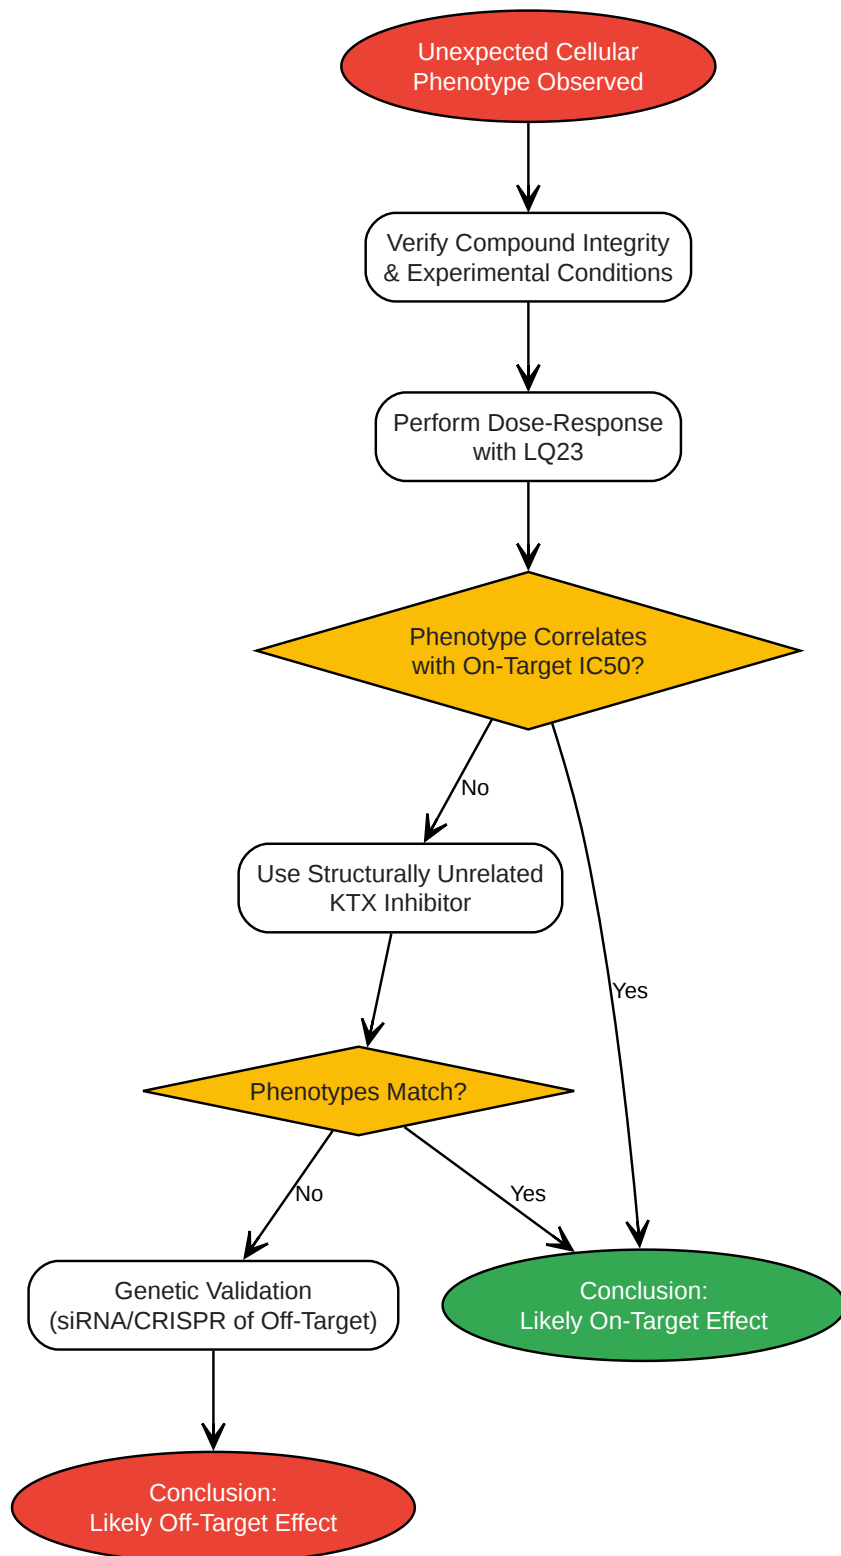 Unexpected Cellular
Phenotype Observed
Verify Compound Integrity
& Experimental Conditions
Perform Dose-Response
with LQ23
Phenotype Correlates
with On-Target IC50?
No
Use Structurally Unrelated
KTX Inhibitor
Yes
Phenotypes Match?
No
Yes
Genetic Validation
(siRNA/CRISPR of Off-Target)
Conclusion:
Likely On-Target Effect
Conclusion:
Likely Off-Target Effect